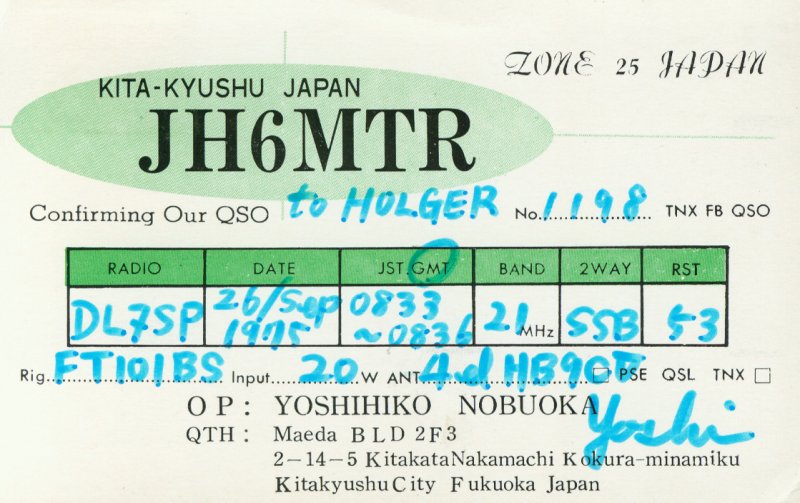 ZONE 25 JAPAN
KITA-KYUSHU JAPAN
JH6MTR
Confirming Our QSO to HOLGER No. 1198 TNX FB QSO
RADIO DATE JST. GMT BAND 2WAY RST
DL7SP 26/Sep 1975 0833 ~0836 21 MHz SSB 53
Rig. FT101BS Input. 20 W ANT 4el HB9CV □ PSE QSL TNX □
OP: YOSHIHIKO NOBUOKA Yoshi
QTH: Maeda BLD 2F3
2-14-5 KitakataNakamachi Kokura-minamiku
Kitakyushu City Fukuoka Japan